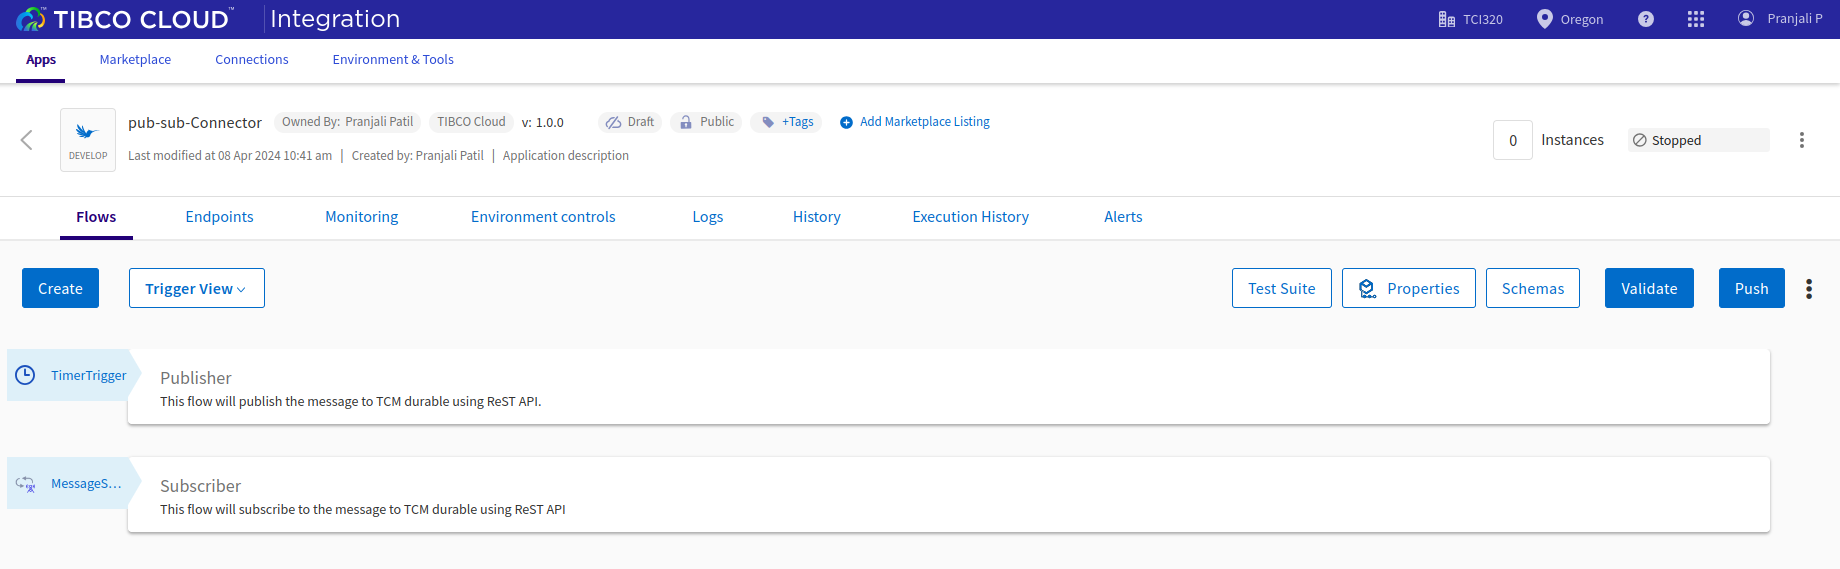 TIBCO CLOUD™ Integration TCI320 Oregon ? Pranjali P
Apps Marketplace Connections Environment & Tools
DEVELOP
pub-sub-Connector Owned By: Pranjali Patil TIBCO Cloud v: 1.0.0 Draft Public +Tags Add Marketplace Listing
Last modified at 08 Apr 2024 10:41 am | Created by: Pranjali Patil | Application description
0 Instances Stopped
Flows Endpoints Monitoring Environment controls Logs History Execution History Alerts
Create Trigger View Test Suite Properties Schemas Validate Push
TimerTrigger
Publisher
This flow will publish the message to TCM durable using ReST API.
MessageS...
Subscriber
This flow will subscribe to the message to TCM durable using ReST API